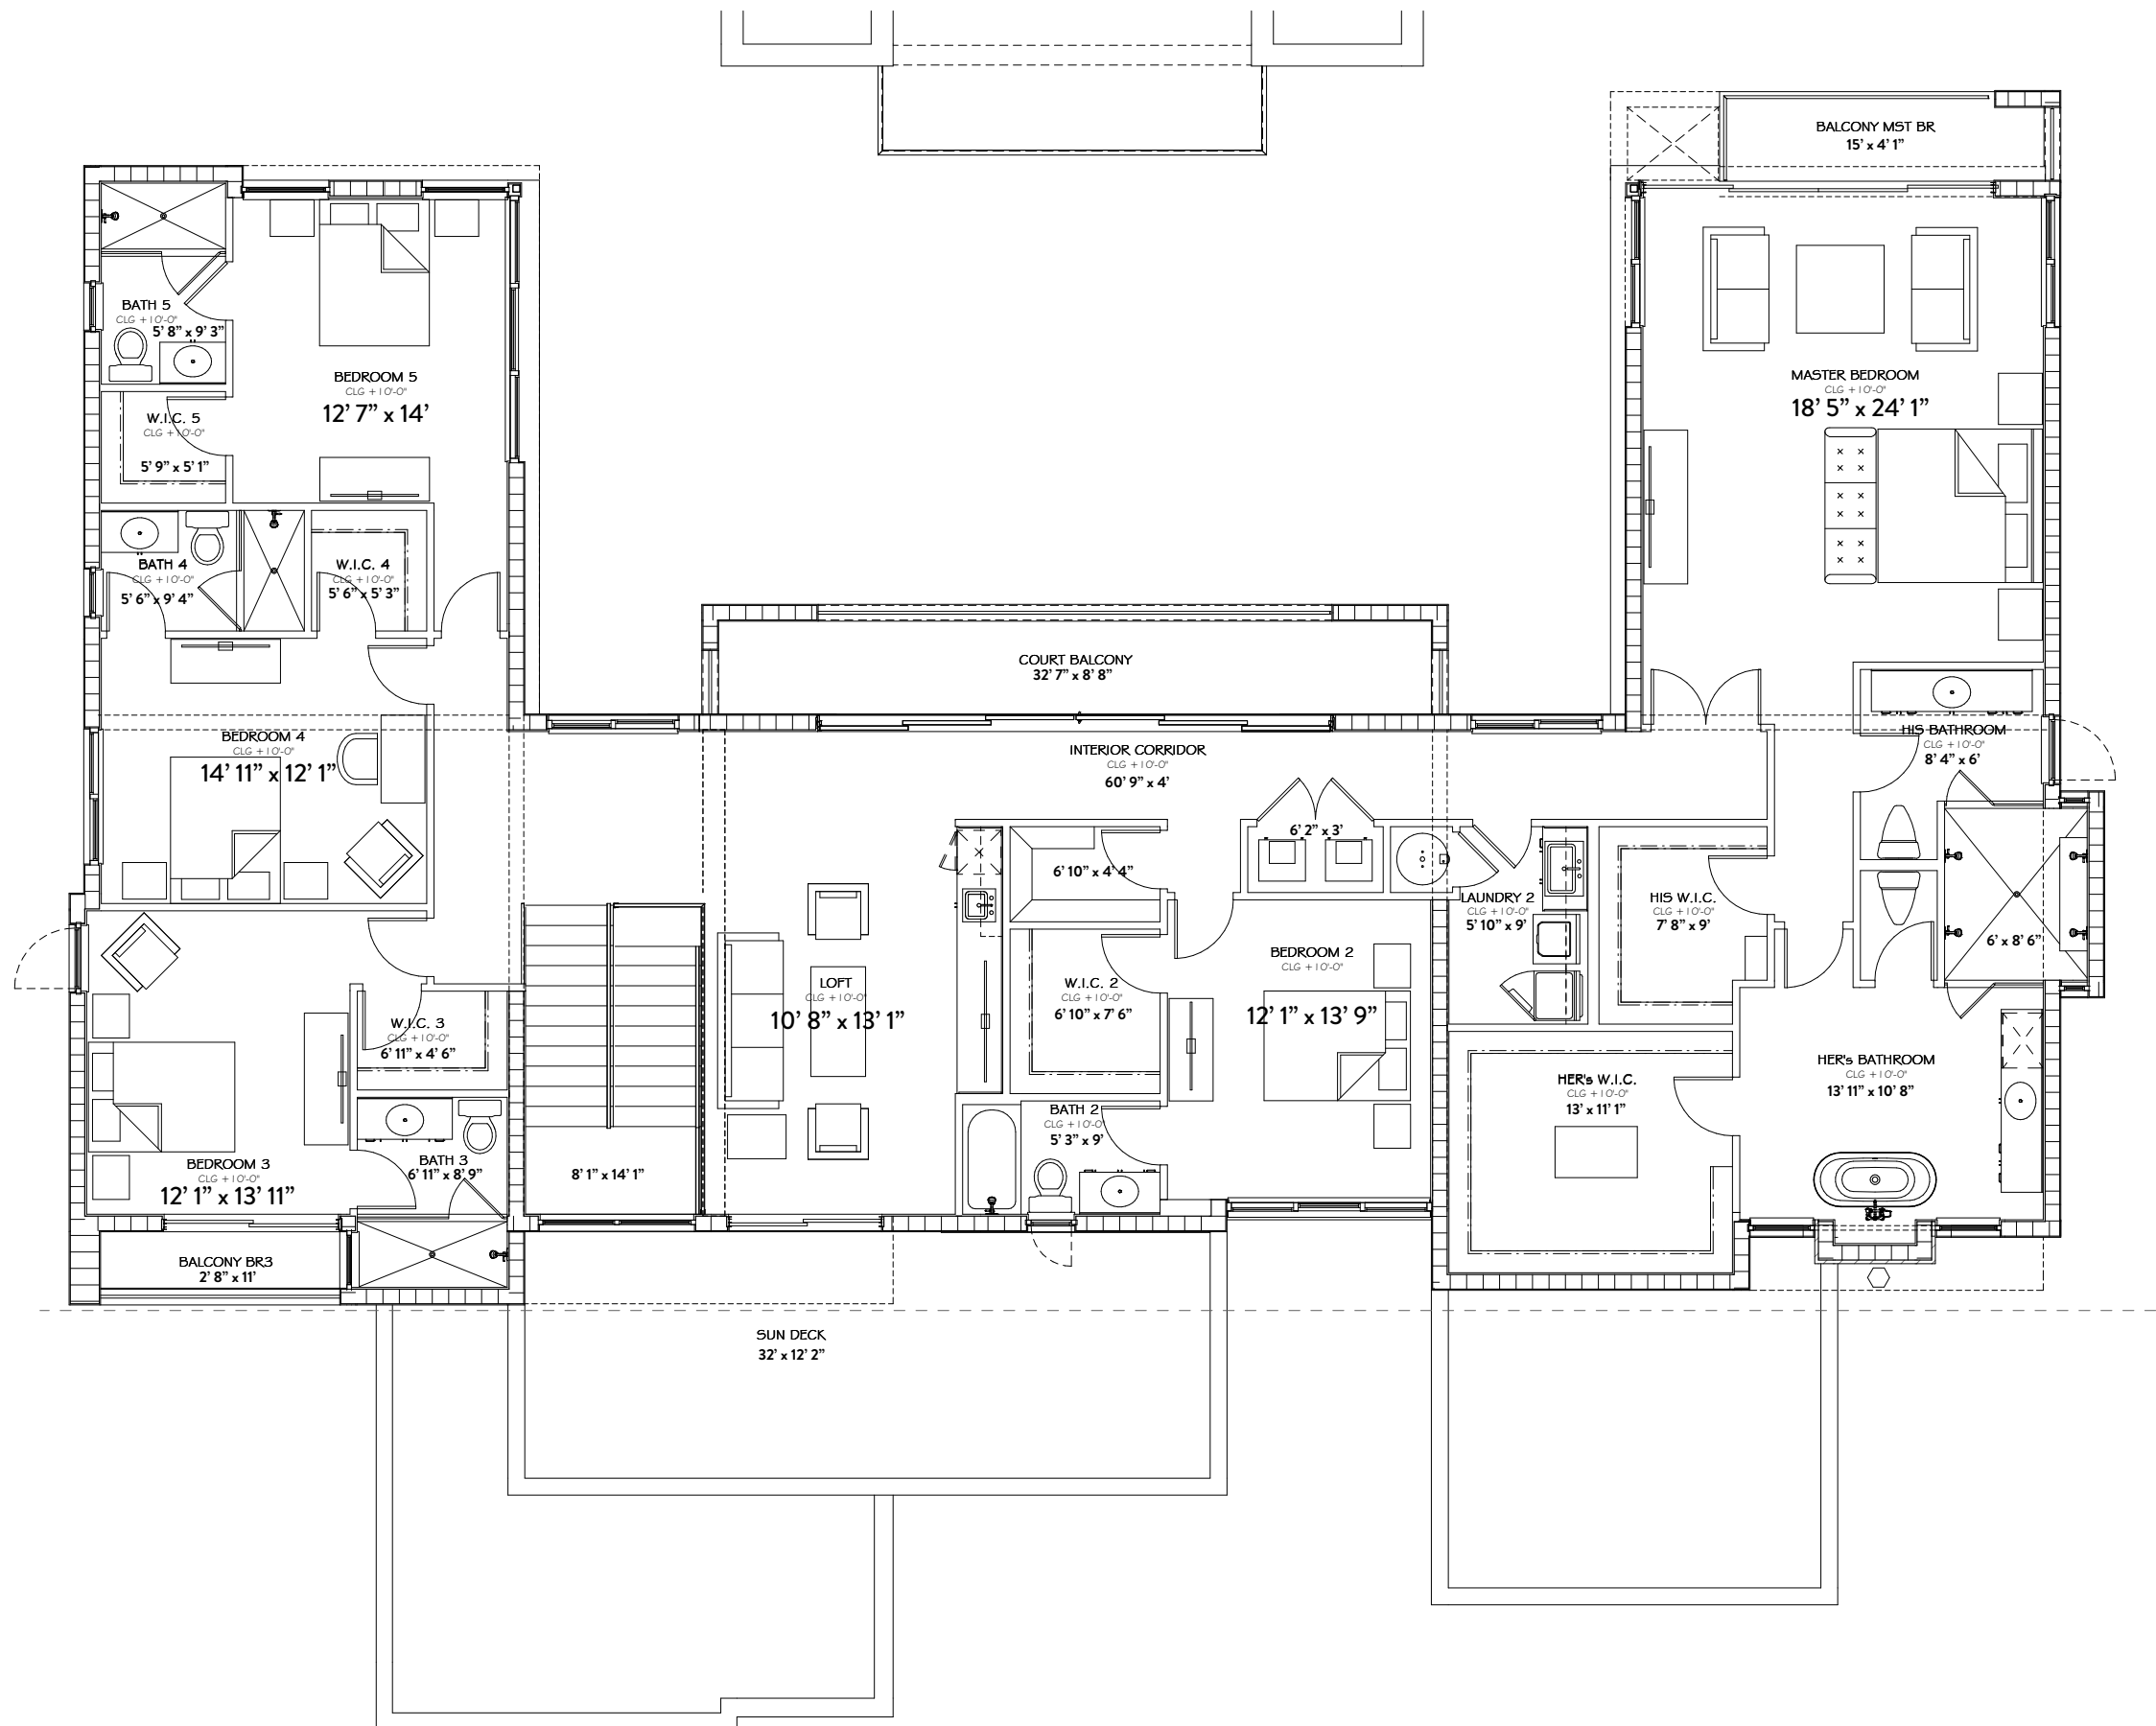 BALCONY MST BR
15' x 4' 1"
BATH 5
CLG +10'-0"
5' 8" x 9' 3"
BEDROOM 5
CLG +10'-0"
12' 7" x 14'
MASTER BEDROOM
CLG +10'-0"
18' 5" x 24' 1"
W.I.C. 5
CLG +10'-0"
5' 9" x 5' 1"
BATH 4
CLG +10'-0"
5' 6" x 9' 4"
W.I.C. 4
CLG +10'-0"
5' 6" x 5' 3"
COURT BALCONY
32' 7" x 8' 8"
BEDROOM 4
CLG +10'-0"
14' 11" x 12' 1"
INTERIOR CORRIDOR
CLG +10'-0"
60' 9" x 4'
HIS BATHROOM
CLG +10'-0"
8' 4" x 6'
6' 2" x 3'
6' 10" x 4' 4"
LAUNDRY 2
CLG +10'-0"
5' 10" x 9'
HIS W.I.C.
CLG +10'-0"
7' 8" x 9'
6' x 8' 6"
BEDROOM 2
CLG +10'-0"
12' 1" x 13' 9"
LOFT
CLG +10'-0"
10' 8" x 13' 1"
W.I.C. 2
CLG +10'-0"
6' 10" x 7' 6"
W.I.C. 3
CLG +10'-0"
6' 11" x 4' 6"
HER's BATHROOM
CLG +10'-0"
13' 11" x 10' 8"
HER's W.I.C.
CLG +10'-0"
13' x 11' 1"
BATH 2
CLG +10'-0"
5' 3" x 9'
BEDROOM 3
CLG +10'-0"
12' 1" x 13' 11"
BATH 3
6' 11" x 8' 9"
8' 1" x 14' 1"
BALCONY BR3
2' 8" x 11'
SUN DECK
32' x 12' 2"